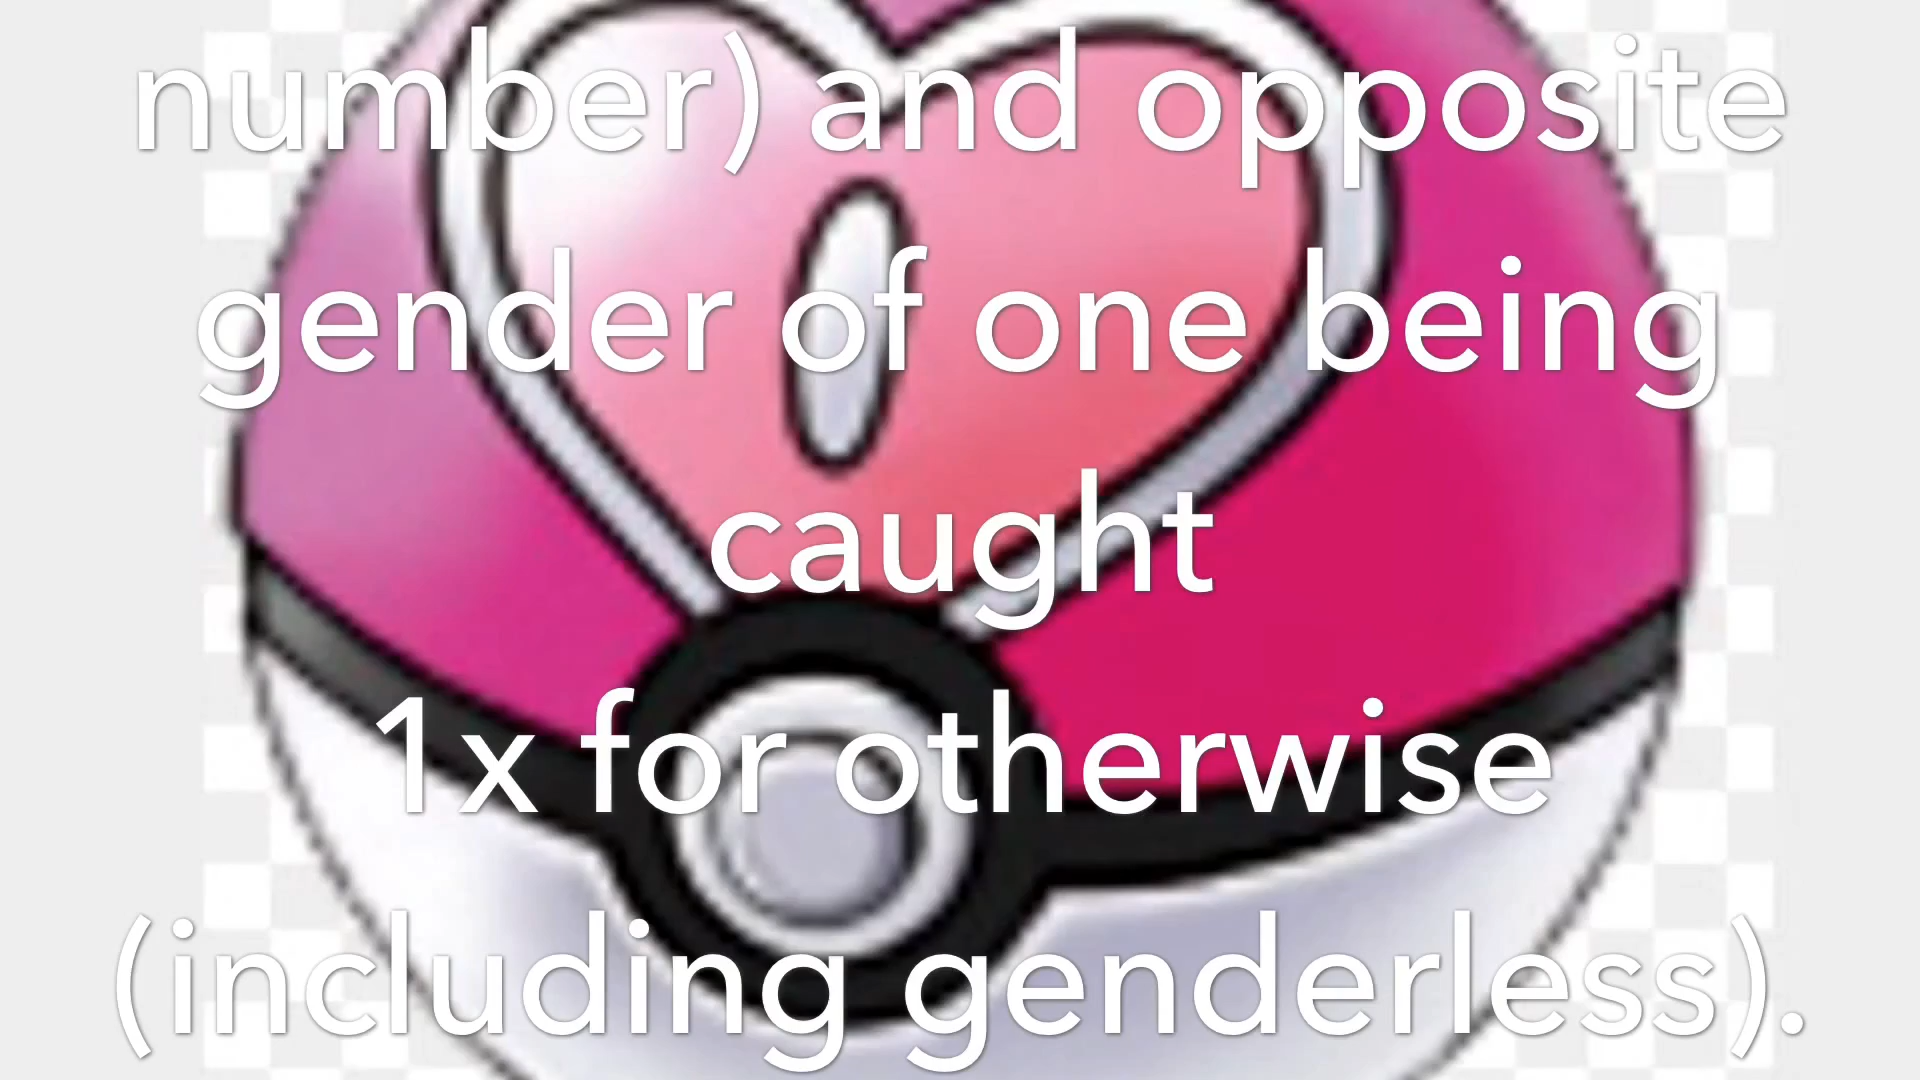 number) and opposite
gender of one being
caught
1x for otherwise
(including genderless).